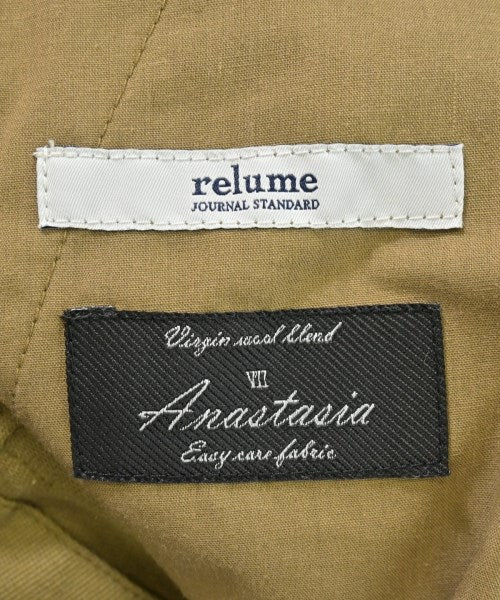 relume
JOURNAL STANDARD
Virgin wool blend
VII
Anastasia
Easy care fabric